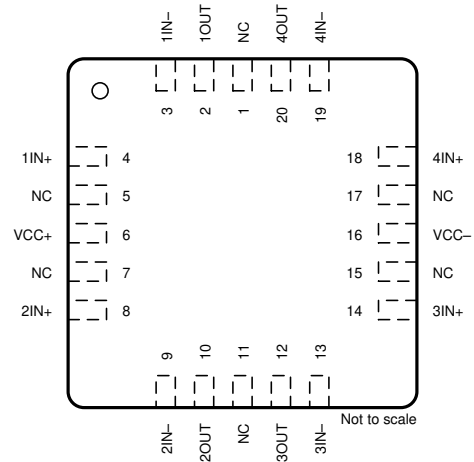 1IN–
1OUT
NC
4OUT
4IN–
3
2
1
20
19
1IN+
4
18
4IN+
NC
5
17
NC
VCC+
6
16
VCC–
NC
7
15
NC
2IN+
8
14
3IN+
9
10
11
12
13
2IN–
2OUT
NC
3OUT
3IN–
Not to scale